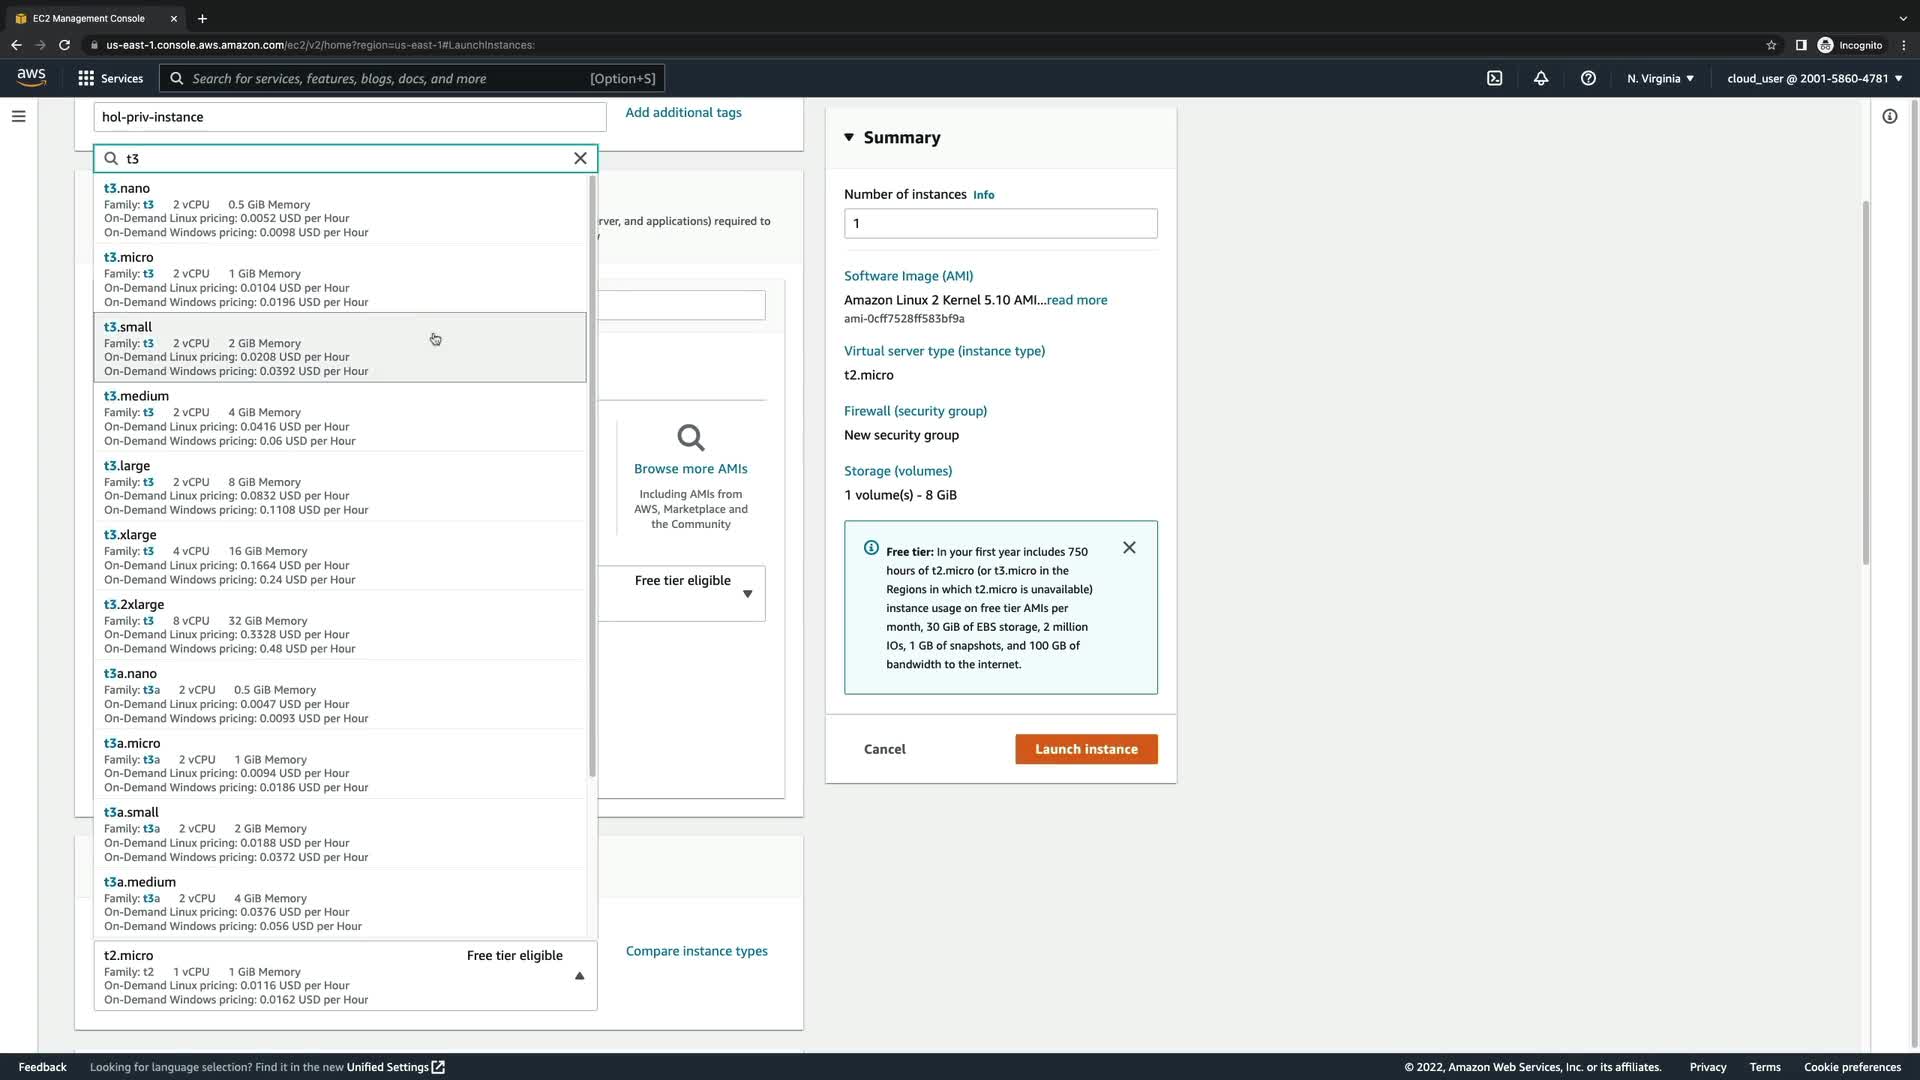 EC2 Management Console
us-east-1.console.aws.amazon.com/ec2/v2/home?region=us-east-1#LaunchInstances:
Incognito
aws
Services
Search for services, features, blogs, docs, and more
[Option+S]
N. Virginia
cloud_user @ 2001-5860-4781
hol-priv-instance
Add additional tags
t3
t3.nano
Family: t3 2 vCPU 0.5 GiB Memory
On-Demand Linux pricing: 0.0052 USD per Hour
On-Demand Windows pricing: 0.0098 USD per Hour
t3.micro
Family: t3 2 vCPU 1 GiB Memory
On-Demand Linux pricing: 0.0104 USD per Hour
On-Demand Windows pricing: 0.0196 USD per Hour
t3.small
Family: t3 2 vCPU 2 GiB Memory
On-Demand Linux pricing: 0.0208 USD per Hour
On-Demand Windows pricing: 0.0392 USD per Hour
t3.medium
Family: t3 2 vCPU 4 GiB Memory
On-Demand Linux pricing: 0.0416 USD per Hour
On-Demand Windows pricing: 0.06 USD per Hour
t3.large
Family: t3 2 vCPU 8 GiB Memory
On-Demand Linux pricing: 0.0832 USD per Hour
On-Demand Windows pricing: 0.1108 USD per Hour
t3.xlarge
Family: t3 4 vCPU 16 GiB Memory
On-Demand Linux pricing: 0.1664 USD per Hour
On-Demand Windows pricing: 0.24 USD per Hour
t3.2xlarge
Family: t3 8 vCPU 32 GiB Memory
On-Demand Linux pricing: 0.3328 USD per Hour
On-Demand Windows pricing: 0.48 USD per Hour
t3a.nano
Family: t3a 2 vCPU 0.5 GiB Memory
On-Demand Linux pricing: 0.0047 USD per Hour
On-Demand Windows pricing: 0.0093 USD per Hour
t3a.micro
Family: t3a 2 vCPU 1 GiB Memory
On-Demand Linux pricing: 0.0094 USD per Hour
On-Demand Windows pricing: 0.0186 USD per Hour
t3a.small
Family: t3a 2 vCPU 2 GiB Memory
On-Demand Linux pricing: 0.0188 USD per Hour
On-Demand Windows pricing: 0.0372 USD per Hour
t3a.medium
Family: t3a 2 vCPU 4 GiB Memory
On-Demand Linux pricing: 0.0376 USD per Hour
On-Demand Windows pricing: 0.056 USD per Hour
t2.micro Free tier eligible
Family: t2 1 vCPU 1 GiB Memory
On-Demand Linux pricing: 0.0116 USD per Hour
On-Demand Windows pricing: 0.0162 USD per Hour
rver, and applications) required to
Browse more AMIs
Including AMIs from
AWS, Marketplace and
the Community
Free tier eligible
Compare instance types
Summary
Number of instances Info
1
Software Image (AMI)
Amazon Linux 2 Kernel 5.10 AMI...read more
ami-0cff7528ff583bf9a
Virtual server type (instance type)
t2.micro
Firewall (security group)
New security group
Storage (volumes)
1 volume(s) - 8 GiB
Free tier: In your first year includes 750
hours of t2.micro (or t3.micro in the
Regions in which t2.micro is unavailable)
instance usage on free tier AMIs per
month, 30 GiB of EBS storage, 2 million
IOs, 1 GB of snapshots, and 100 GB of
bandwidth to the internet.
Cancel
Launch instance
Feedback
Looking for language selection? Find it in the new Unified Settings
© 2022, Amazon Web Services, Inc. or its affiliates.
Privacy
Terms
Cookie preferences